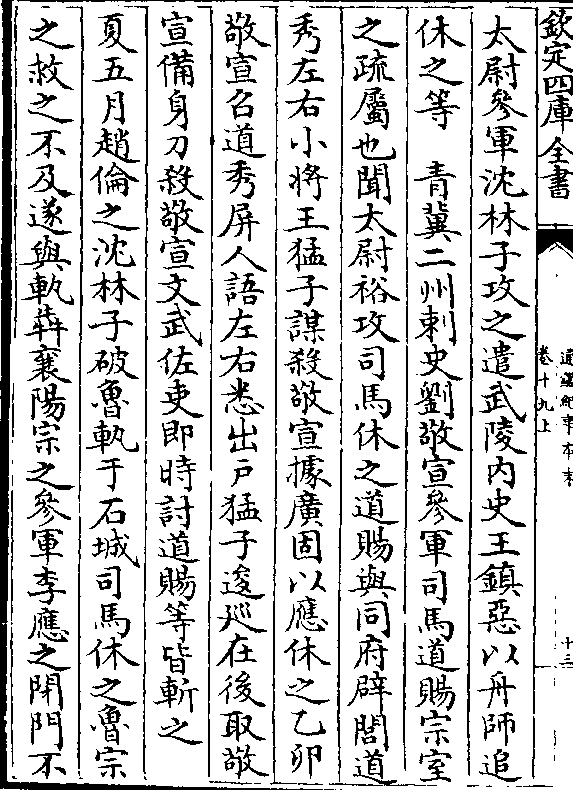 欽定四庫全書
通鑑紀事本末
卷十九上
十三
太尉參軍沈林子攻之遣武陵内史王鎮惡以舟師追
休之等　青冀二州刺史劉敬宣參軍司馬道賜宗室
之疏屬也聞太尉裕攻司馬休之道賜與同府辟閭道
秀左右小將王猛子謀殺敬宣據廣固以應休之乙卯
敬宣召道秀屏人語左右悉出戶猛子逡廵在後取敬
宣備身刀殺敬宣文武佐吏即時討道賜等皆斬之
夏五月趙倫之沈林子破魯軌于石城司馬休之魯宗
之救之不及遂與軌犇襄陽宗之參軍李應之閉門不